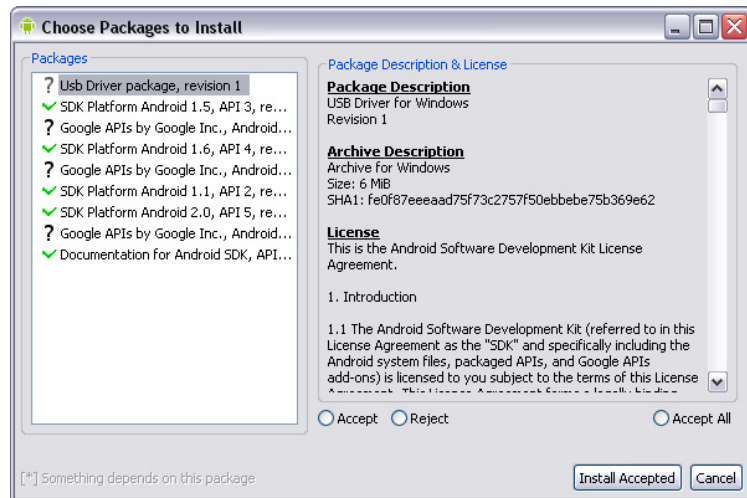 Choose Packages to Install
Packages
? Usb Driver package, revision 1
SDK Platform Android 1.5, API 3, re...
? Google APIs by Google Inc., Android...
SDK Platform Android 1.6, API 4, re...
? Google APIs by Google Inc., Android...
SDK Platform Android 1.1, API 2, re...
SDK Platform Android 2.0, API 5, re...
? Google APIs by Google Inc., Android...
Documentation for Android SDK, API...
Package Description & License
Package Description
USB Driver for Windows
Revision 1
Archive Description
Archive for Windows
Size: 6 MiB
SHA1: fe0f87eeeaad75f73c2757f50ebbebe75b369e62
License
This is the Android Software Development Kit License
Agreement.
1. Introduction
1.1 The Android Software Development Kit (referred to in this
License Agreement as the "SDK" and specifically including the
Android system files, packaged APIs, and Google APIs
add-ons) is licensed to you subject to the terms of this License
Agreement. This License Agreement forms a legally binding
Accept Reject Accept All
[*] Something depends on this package
Install Accepted Cancel